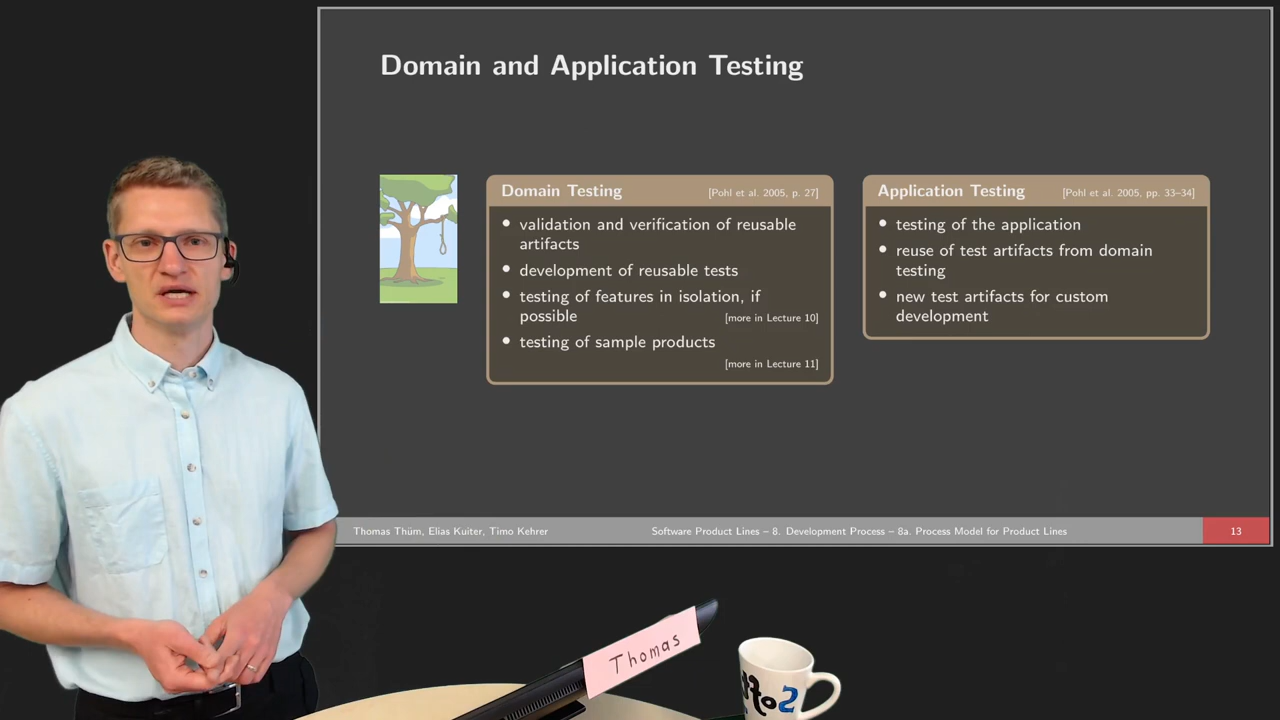 Domain and Application Testing
Domain Testing [Pohl et al. 2005, p. 27]
• validation and verification of reusable
artifacts
• development of reusable tests
• testing of features in isolation, if
possible [more in Lecture 10]
• testing of sample products
[more in Lecture 11]
Application Testing [Pohl et al. 2005, pp. 33–34]
• testing of the application
• reuse of test artifacts from domain
testing
• new test artifacts for custom
development
Thomas Thüm, Elias Kuiter, Timo Kehrer
Software Product Lines – 8. Development Process – 8a. Process Model for Product Lines
13
Thomas